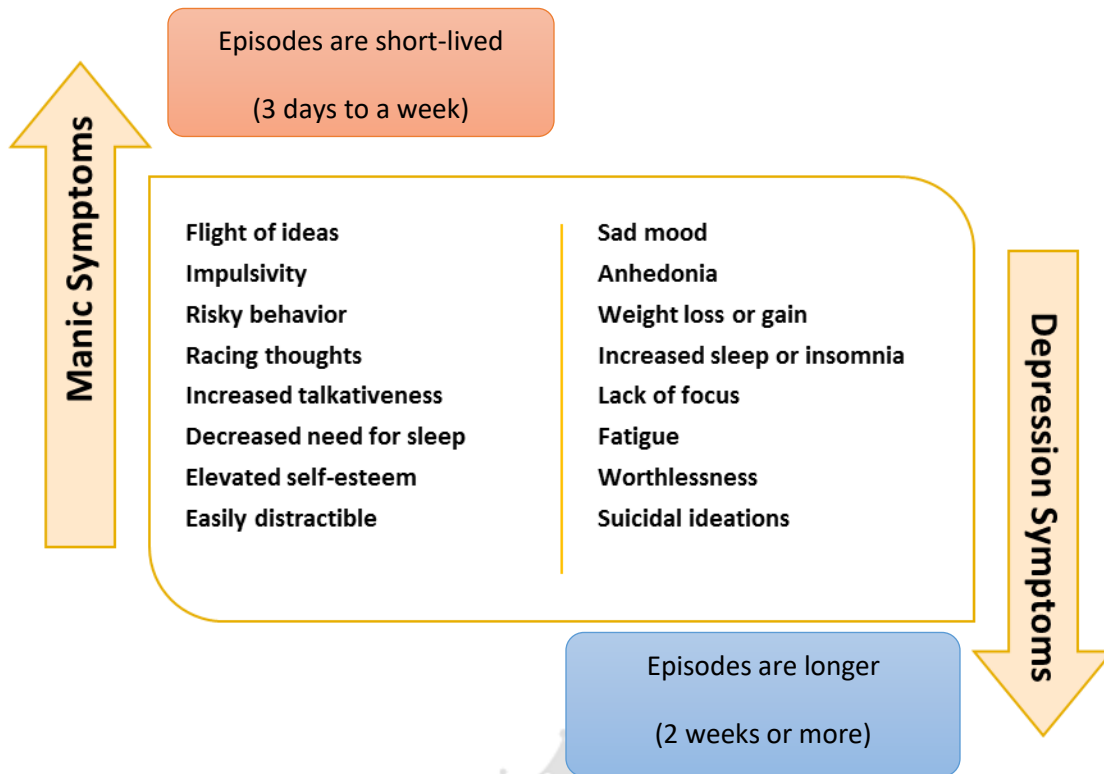 Episodes are short-lived
(3 days to a week)
Manic Symptoms
Flight of ideas
Impulsivity
Risky behavior
Racing thoughts
Increased talkativeness
Decreased need for sleep
Elevated self-esteem
Easily distractible
Sad mood
Anhedonia
Weight loss or gain
Increased sleep or insomnia
Lack of focus
Fatigue
Worthlessness
Suicidal ideations
Depression Symptoms
Episodes are longer
(2 weeks or more)